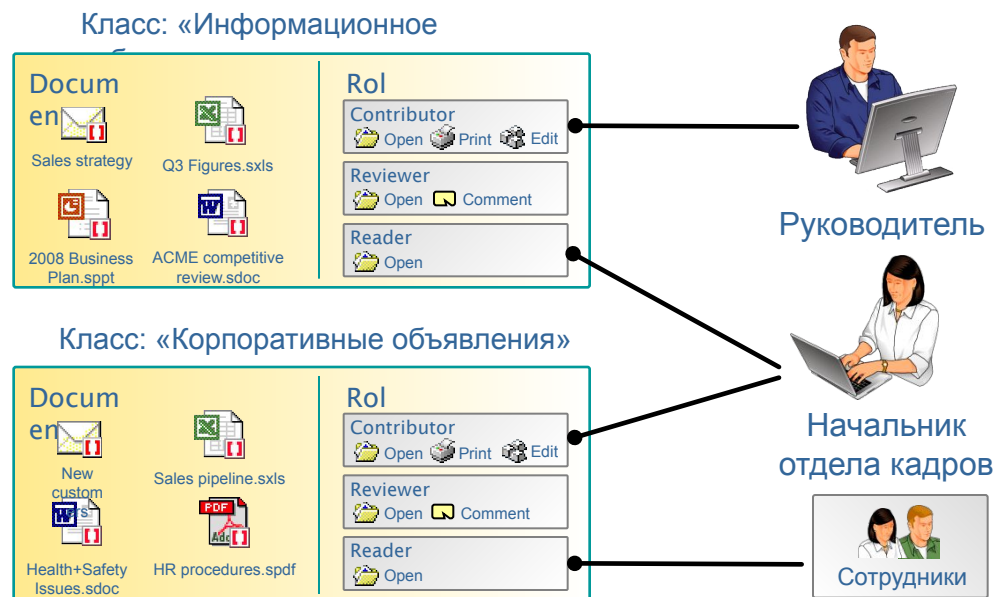 Класс: «Информационное
Docum
en
Sales strategy
Q3 Figures.sxls
2008 Business
Plan.sppt
ACME competitive
review.sdoc
Rol
Contributor
Open Print Edit
Reviewer
Open Comment
Reader
Open
Руководитель
Класс: «Корпоративные объявления»
Docum
en
New
custom
ers
Sales pipeline.sxls
Health+Safety
Issues.sdoc
PDF
HR procedures.spdf
Rol
Contributor
Open Print Edit
Reviewer
Open Comment
Reader
Open
Начальник
отдела кадров
Сотрудники